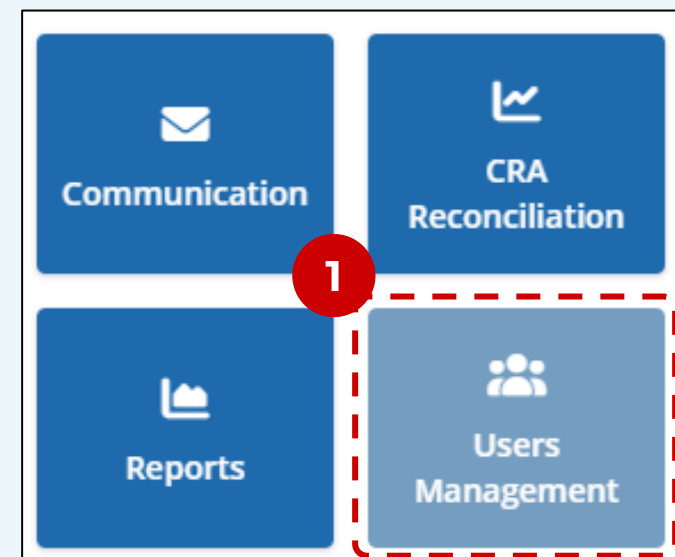 Communication
CRA
Reconciliation
1
Reports
Users
Management